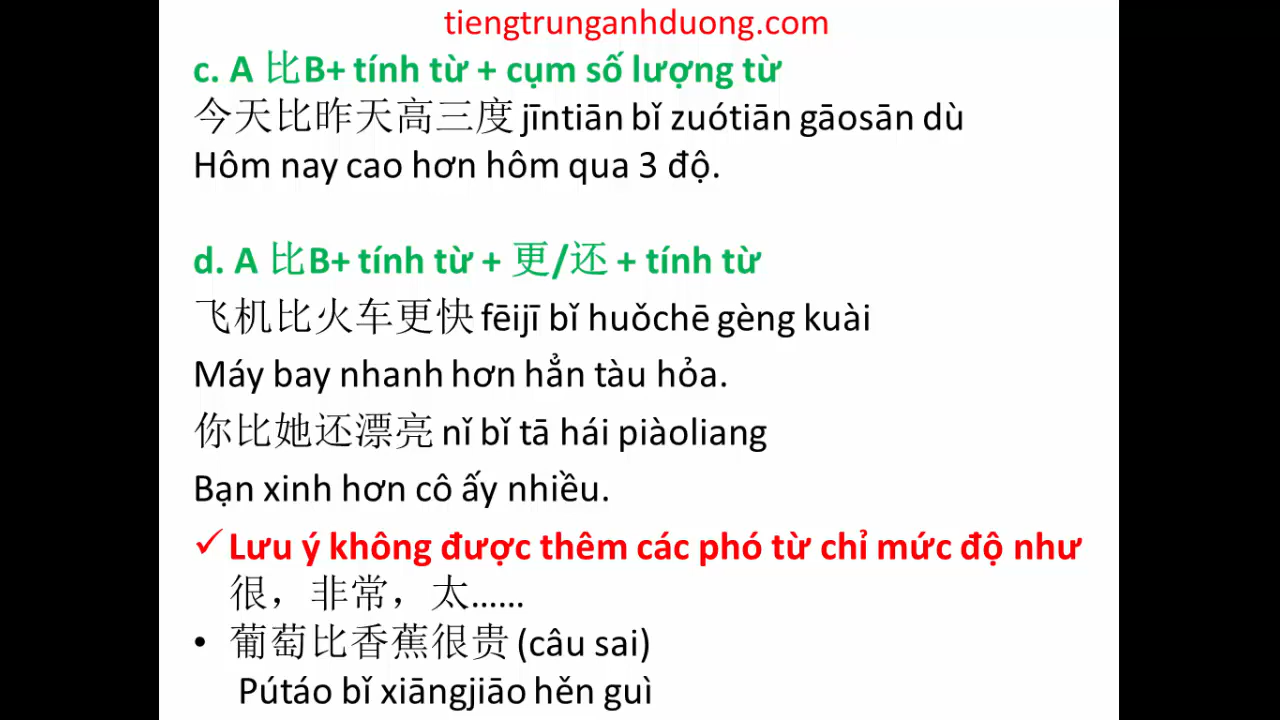 tiengtrunganhduong.com
c. A 比B+ tính từ + cụm số lượng từ
今天比昨天高三度 jīntiān bǐ zuótiān gāosān dù
Hôm nay cao hơn hôm qua 3 độ.
d. A 比B+ tính từ + 更/还 + tính từ
飞机比火车更快 fēijī bǐ huǒchē gèng kuài
Máy bay nhanh hơn hẳn tàu hỏa.
你比她还漂亮 nǐ bǐ tā hái piàoliang
Bạn xinh hơn cô ấy nhiều.
✓ Lưu ý không được thêm các phó từ chỉ mức độ như
很，非常，太……
• 葡萄比香蕉很贵 (câu sai)
Pútáo bǐ xiāngjiāo hěn guì